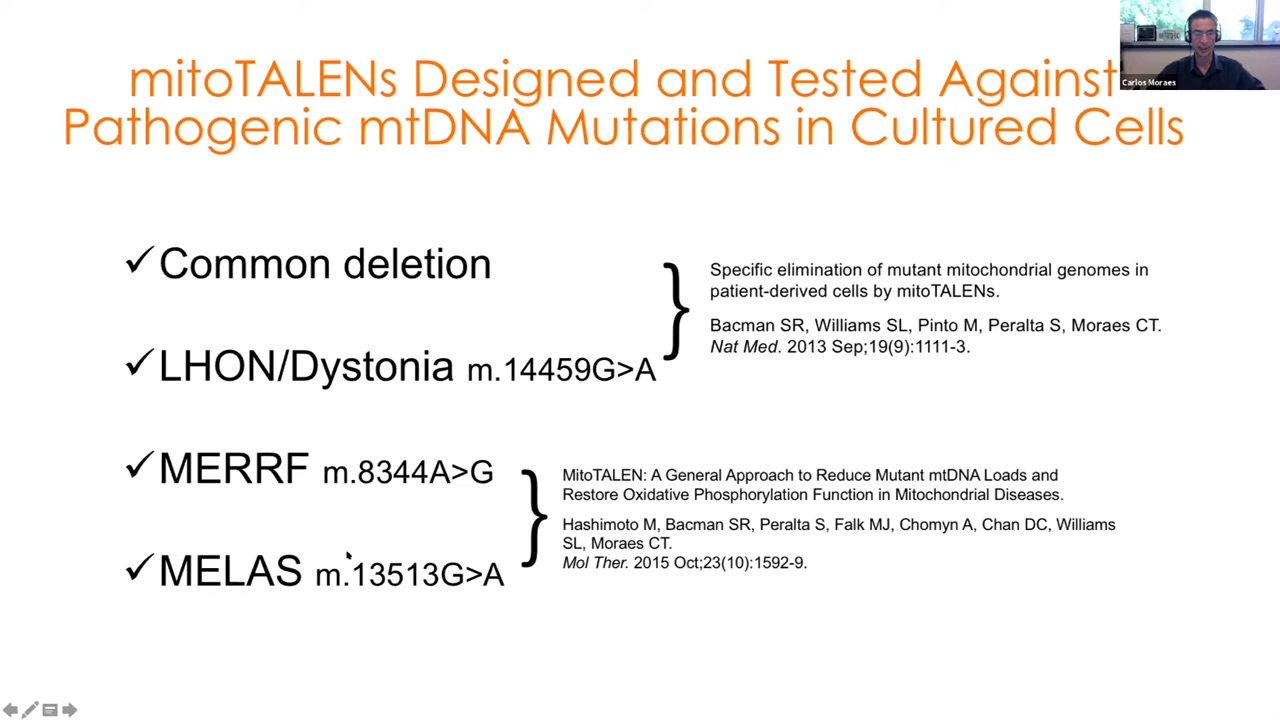 mitoTALENs Designed and Tested Against
Pathogenic mtDNA Mutations in Cultured Cells
Carlos Moraes
✓Common deletion
✓LHON/Dystonia m.14459G>A
Specific elimination of mutant mitochondrial genomes in
patient-derived cells by mitoTALENs.
Bacman SR, Williams SL, Pinto M, Peralta S, Moraes CT.
Nat Med. 2013 Sep;19(9):1111-3.
✓MERRF m.8344A>G
✓MELAS m.13513G>A
MitoTALEN: A General Approach to Reduce Mutant mtDNA Loads and
Restore Oxidative Phosphorylation Function in Mitochondrial Diseases.
Hashimoto M, Bacman SR, Peralta S, Falk MJ, Chomyn A, Chan DC, Williams
SL, Moraes CT.
Mol Ther. 2015 Oct;23(10):1592-9.